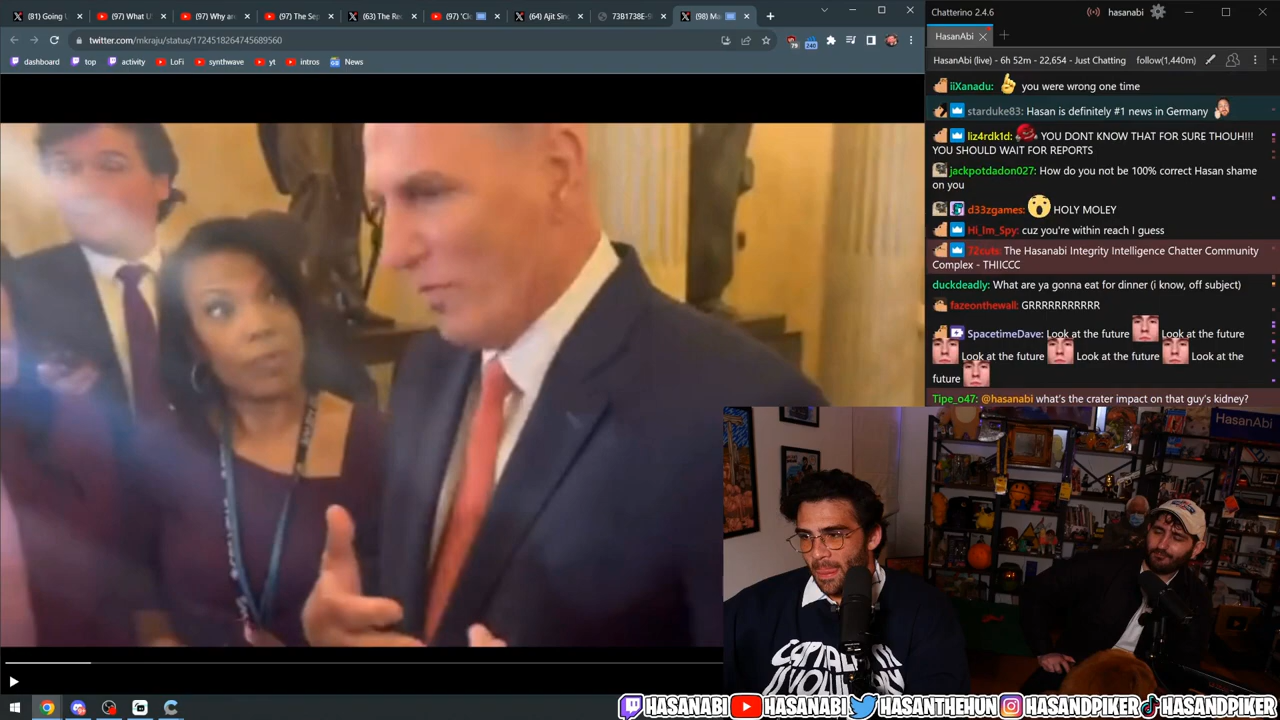 (81) Going U
(97) What U
(97) Why ar
(97) The Sep
(63) The Re
(97) 'Cl
(64) Ajit Sing
73B1738E-9
(98) Ma
twitter.com/mkraju/status/1724518264745689560
79
240
dashboard
top
activity
LoFi
synthwave
yt
intros
News
Chatterino 2.4.6
hasanabi
HasanAbi
HasanAbi (live) - 6h 52m - 22,654 - Just Chatting
follow(1,440m)
iiXanadu: you were wrong one time
starduke83: Hasan is definitely #1 news in Germany
liz4rdk1d: YOU DONT KNOW THAT FOR SURE THOUH!!!
YOU SHOULD WAIT FOR REPORTS
jackpotdadon027: How do you not be 100% correct Hasan shame
on you
d33zgames: HOLY MOLEY
Hi_Im_Spy: cuz you're within reach I guess
72cuts: The Hasanabi Integrity Intelligence Chatter Community
Complex - THIICCC
duckdeadly: What are ya gonna eat for dinner (i know, off subject)
fazeonthewall: GRRRRRRRRRRR
SpacetimeDave: Look at the future Look at the future
Look at the future Look at the future Look at the
future
Tipe_o47: @hasanabi what's the crater impact on that guy's kidney?
HasanAbi
HASANABI HASANABI HASANTHEHUN HASANDPIKER HASANDPIKER